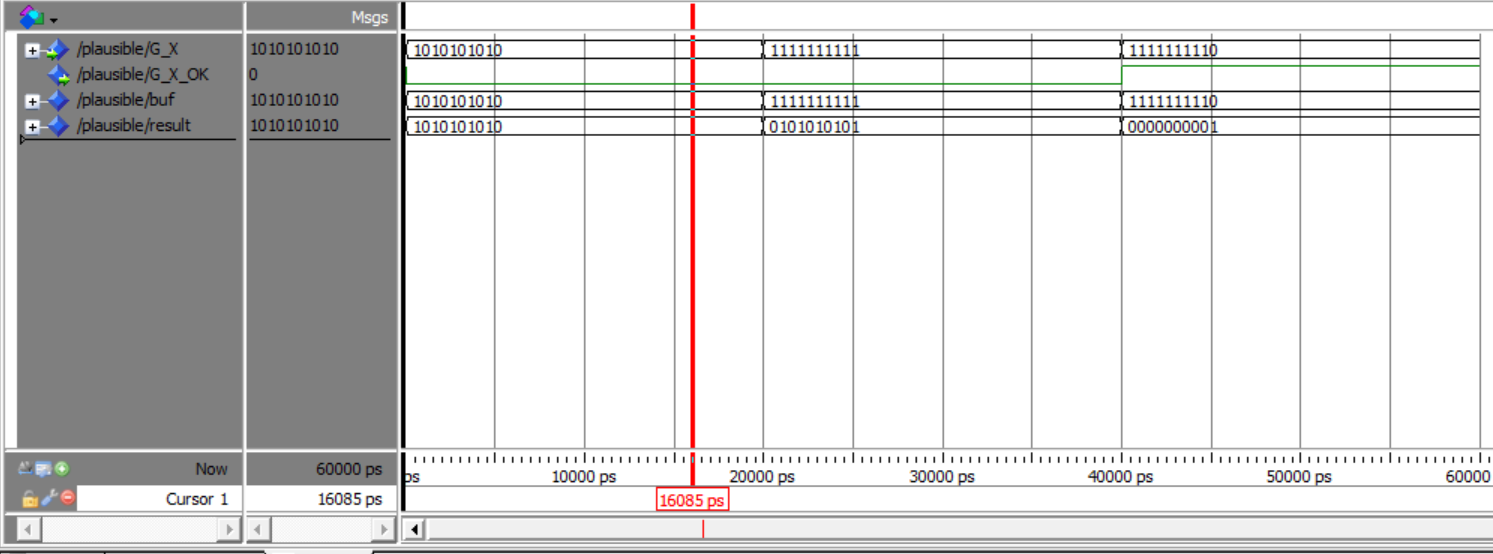 Msgs
/plausible/G_X 1010101010 1010101010 1111111111 1111111110
/plausible/G_X_OK 0
/plausible/buf 1010101010 1010101010 1111111111 1111111110
/plausible/result 1010101010 1010101010 0101010101 0000000001
Now 60000 ps ps 10000 ps 20000 ps 30000 ps 40000 ps 50000 ps 60000
Cursor 1 16085 ps 16085 ps